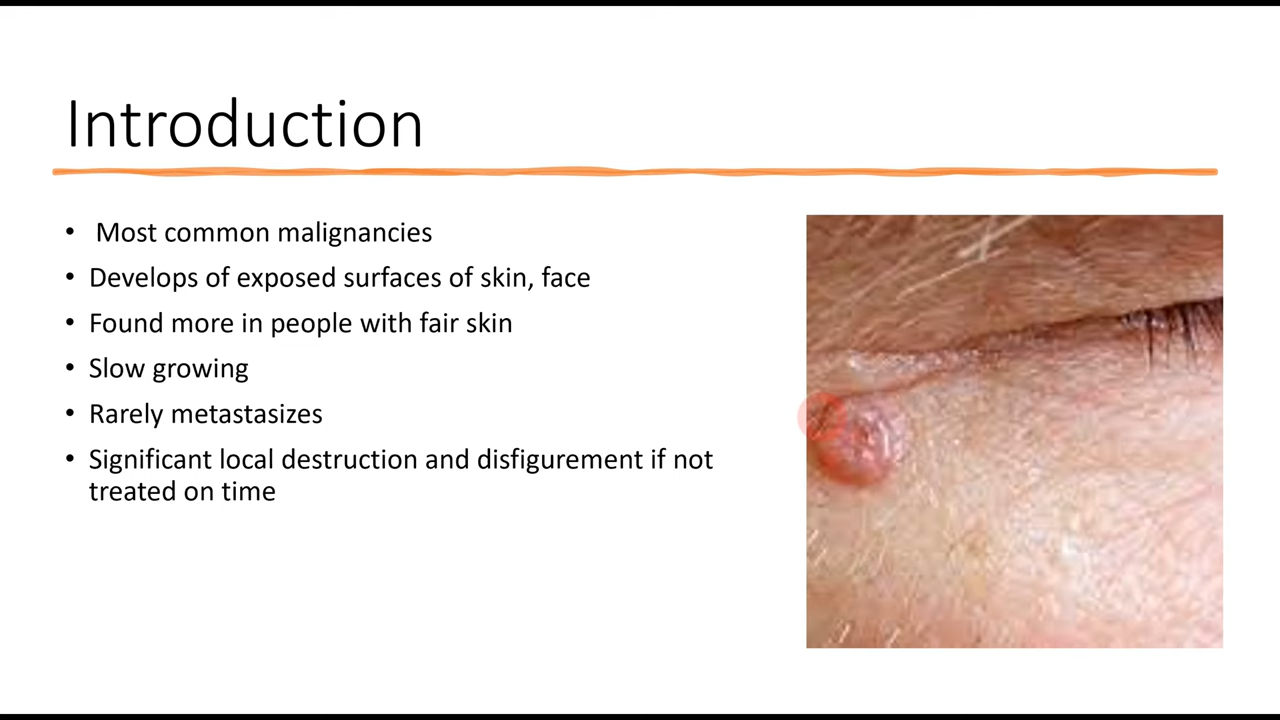 Introduction
• Most common malignancies
• Develops of exposed surfaces of skin, face
• Found more in people with fair skin
• Slow growing
• Rarely metastasizes
• Significant local destruction and disfigurement if not
treated on time